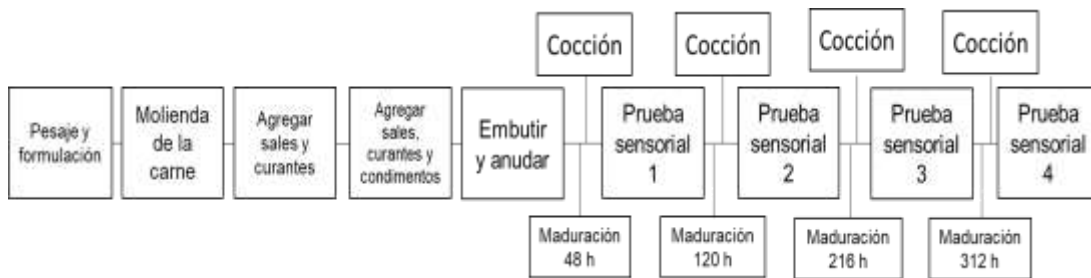 Cocción
Cocción
Cocción
Cocción
Pesaje y
formulación
Molienda
de la
carne
Agregar
sales y
curantes
Agregar
sales,
curantes y
condimentos
Embutir
y anudar
Prueba
sensorial
1
Prueba
sensorial
2
Prueba
sensorial
3
Prueba
sensorial
4
Maduración
48 h
Maduración
120 h
Maduración
216 h
Maduración
312 h